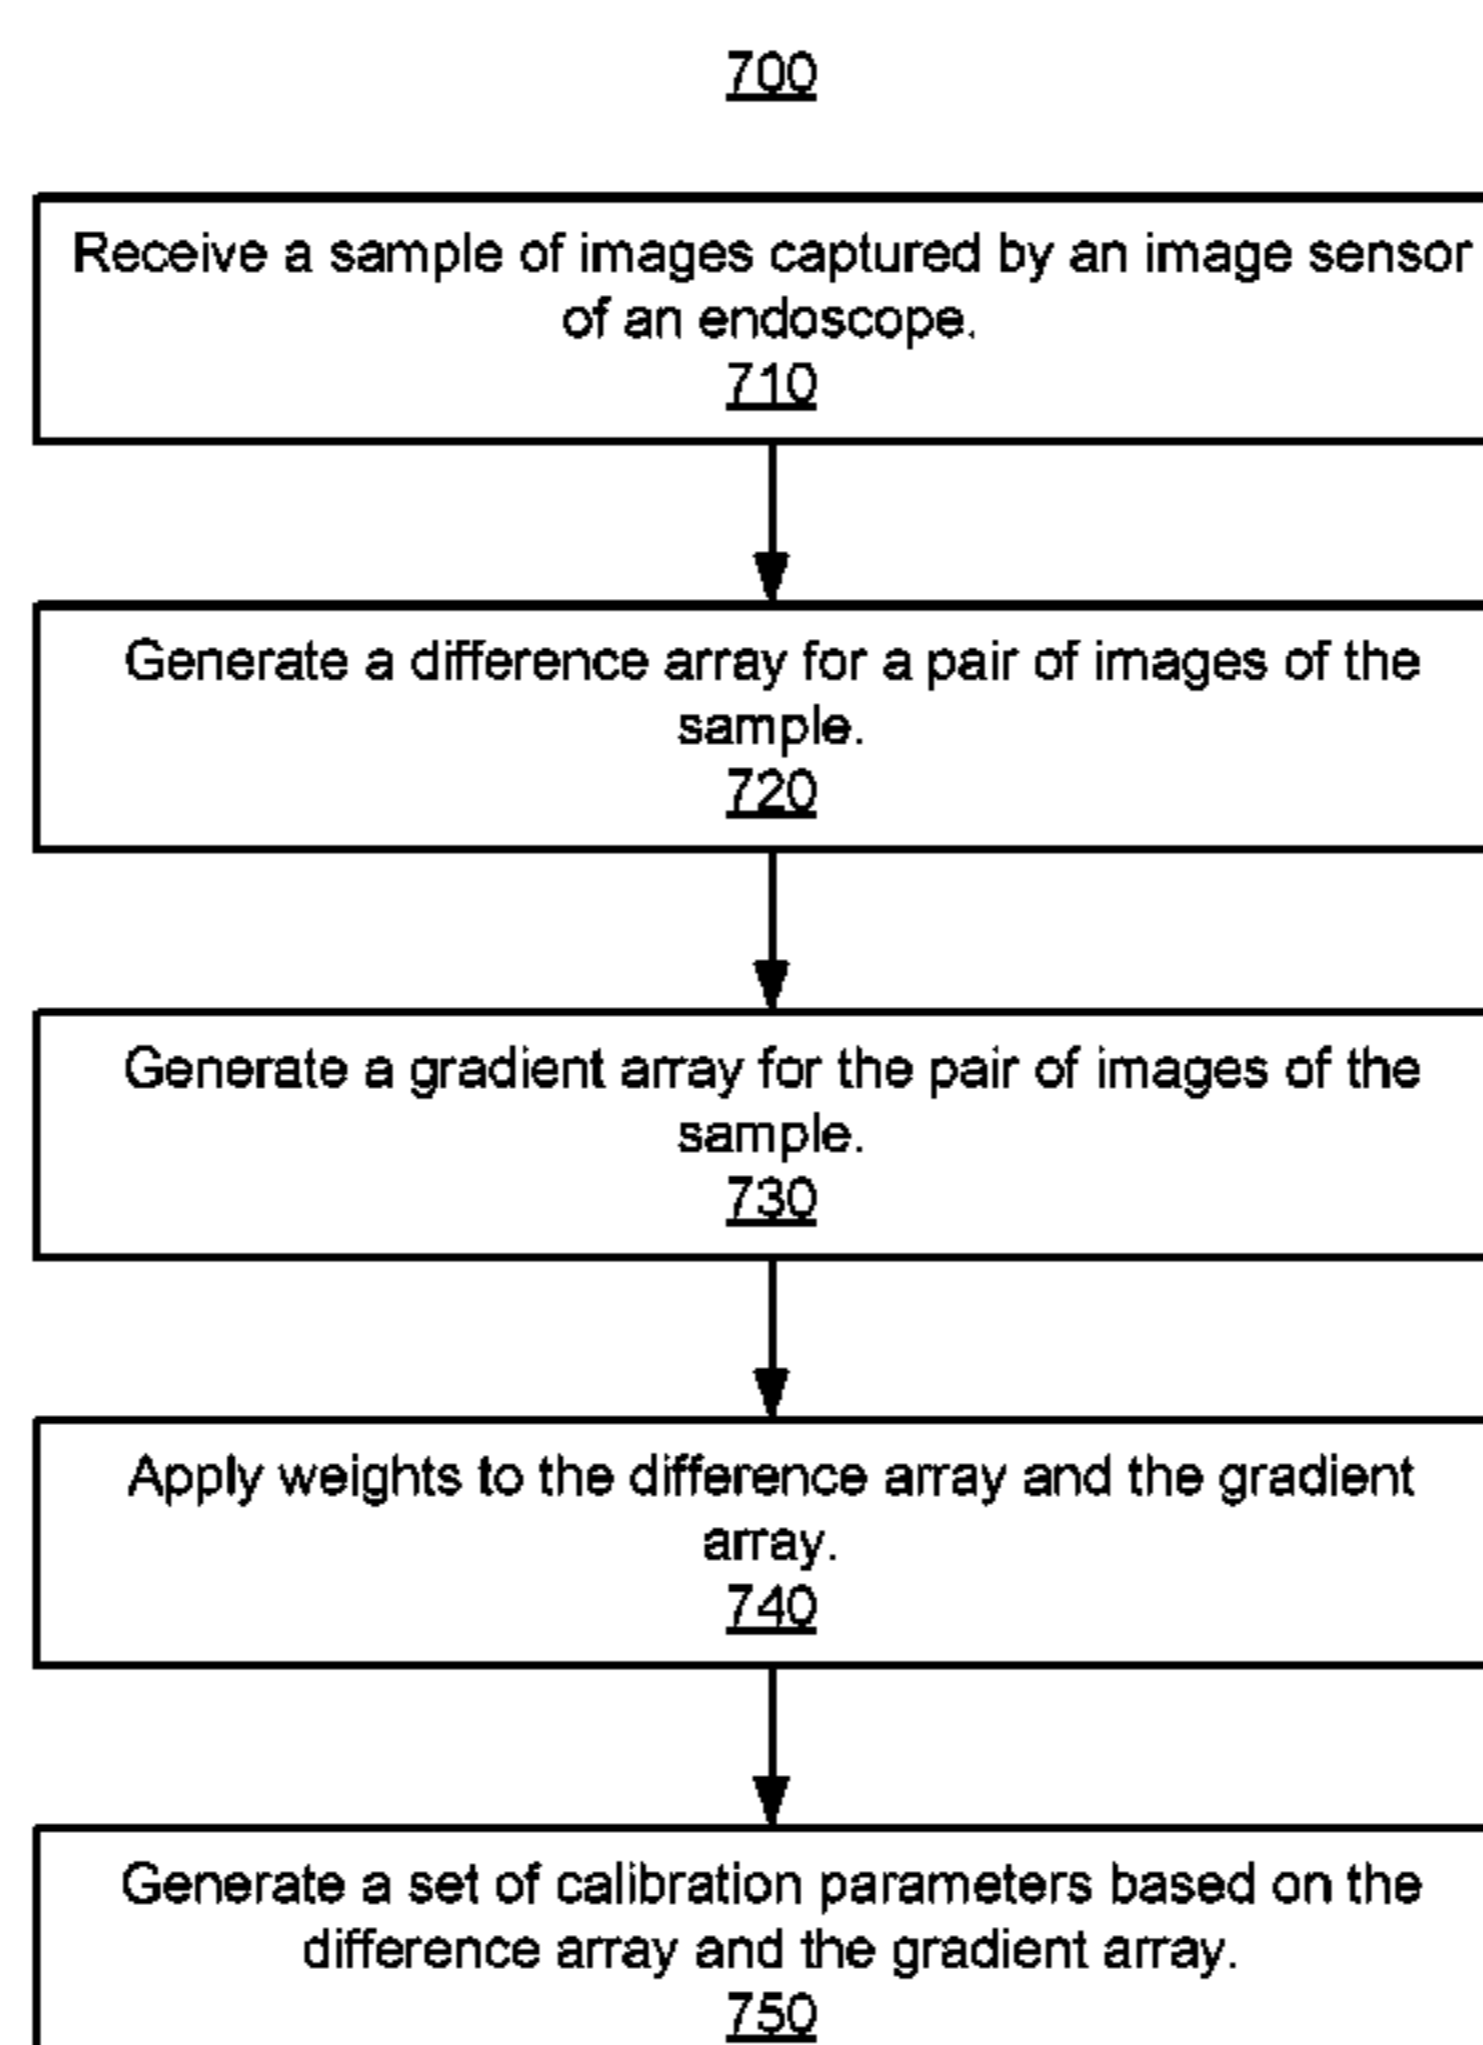 700
Receive a sample of images captured by an image sensor
of an endoscope.
710
Generate a difference array for a pair of images of the
sample.
720
Generate a gradient array for the pair of images of the
sample.
730
Apply weights to the difference array and the gradient
array.
740
Generate a set of calibration parameters based on the
difference array and the gradient array.
750